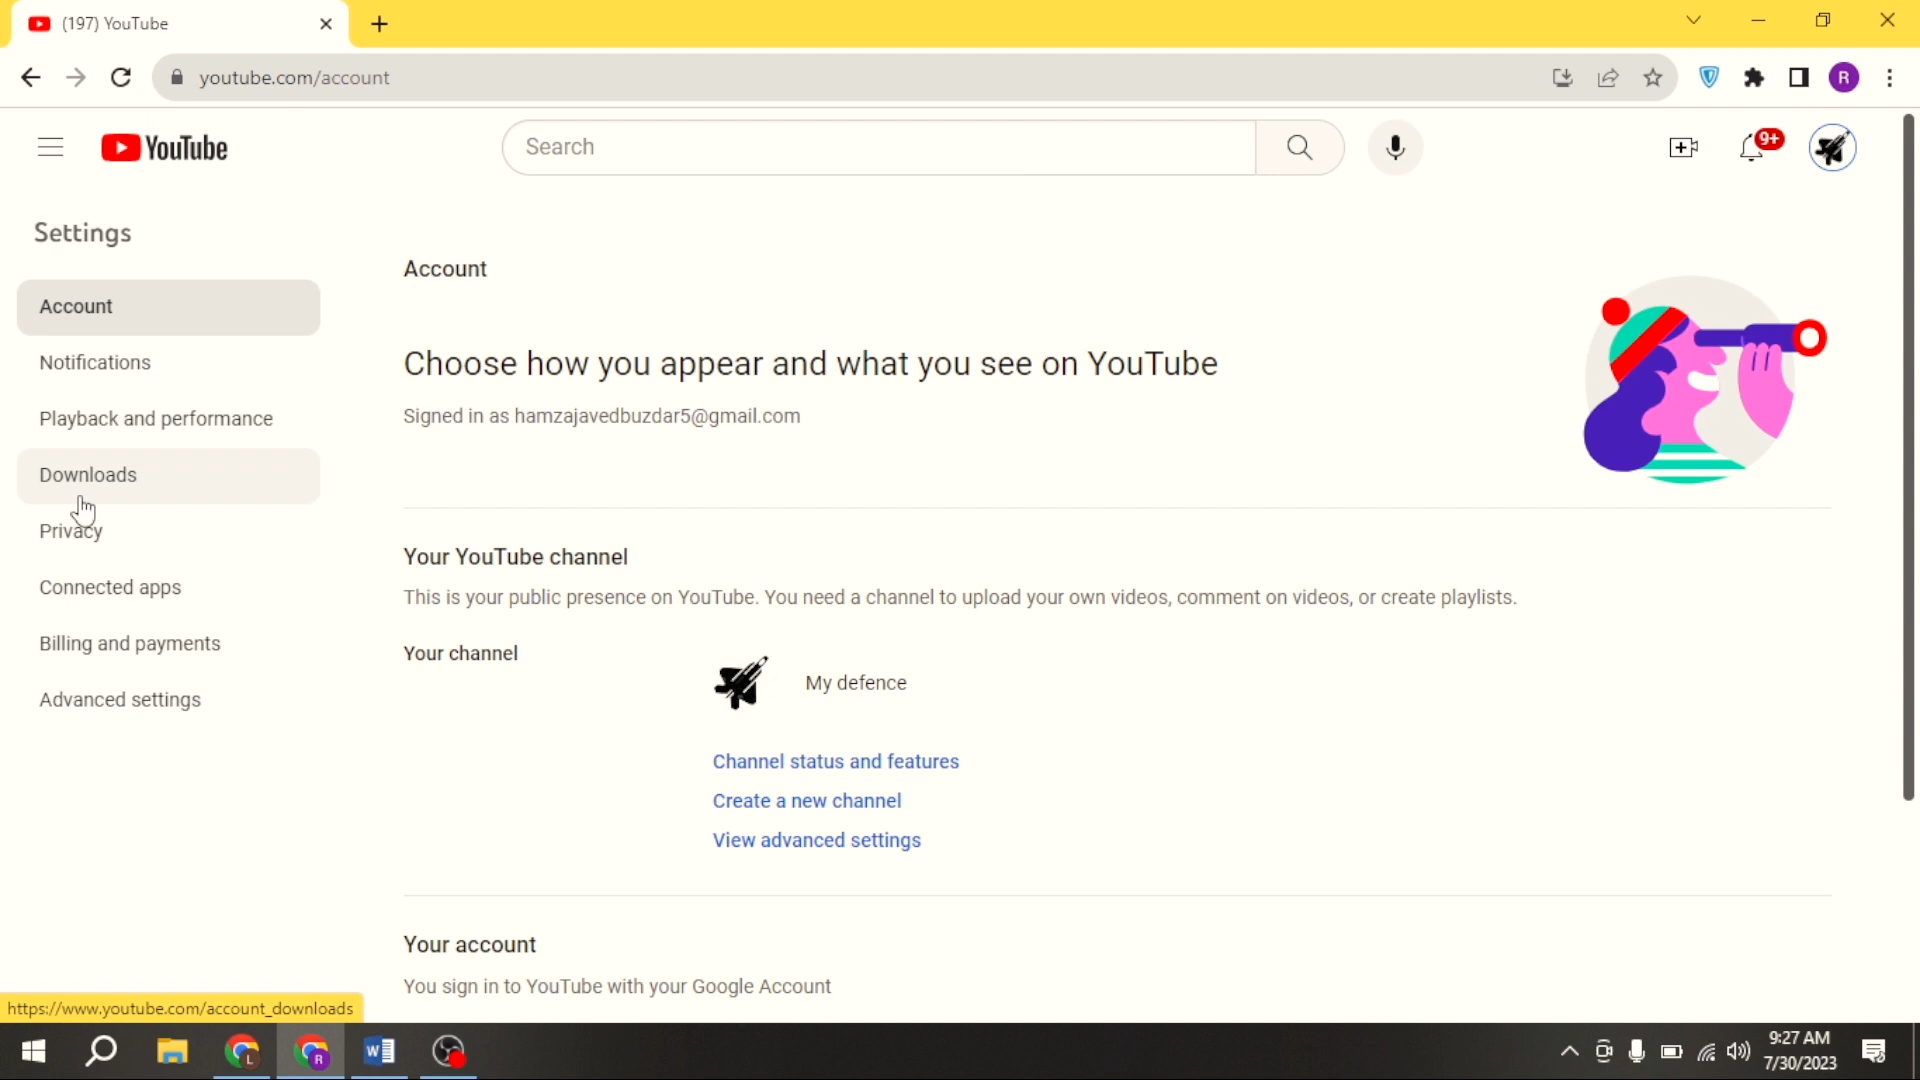 (197) YouTube
youtube.com/account
R
YouTube
Search
9+
Settings
Account
Notifications
Playback and performance
Downloads
Privacy
Connected apps
Billing and payments
Advanced settings
Account
Choose how you appear and what you see on YouTube
Signed in as hamzajavedbuzdar5@gmail.com
Your YouTube channel
This is your public presence on YouTube. You need a channel to upload your own videos, comment on videos, or create playlists.
Your channel
My defence
Channel status and features
Create a new channel
View advanced settings
Your account
You sign in to YouTube with your Google Account
https://www.youtube.com/account_downloads
L
R
W
9:27 AM
7/30/2023